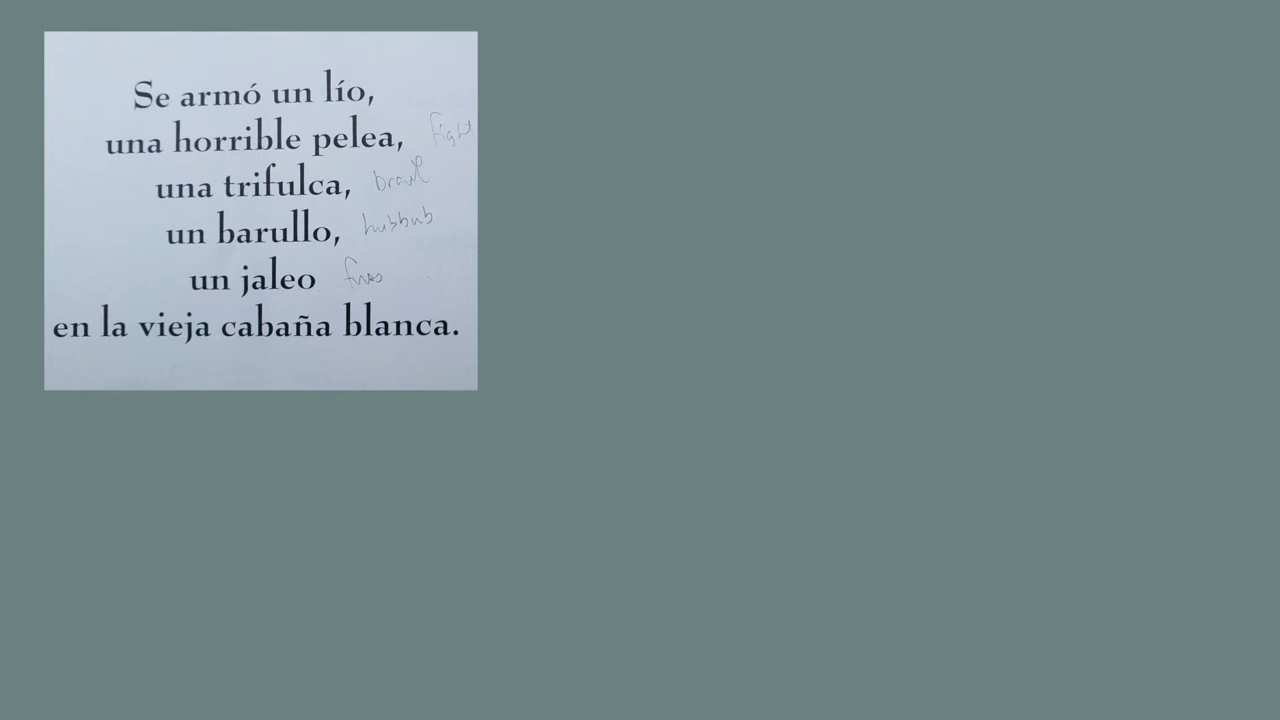 Se armó un lío,
una horrible pelea, fight
una trifulca, brawl
un barullo, hubbub
un jaleo fuss
en la vieja cabaña blanca.